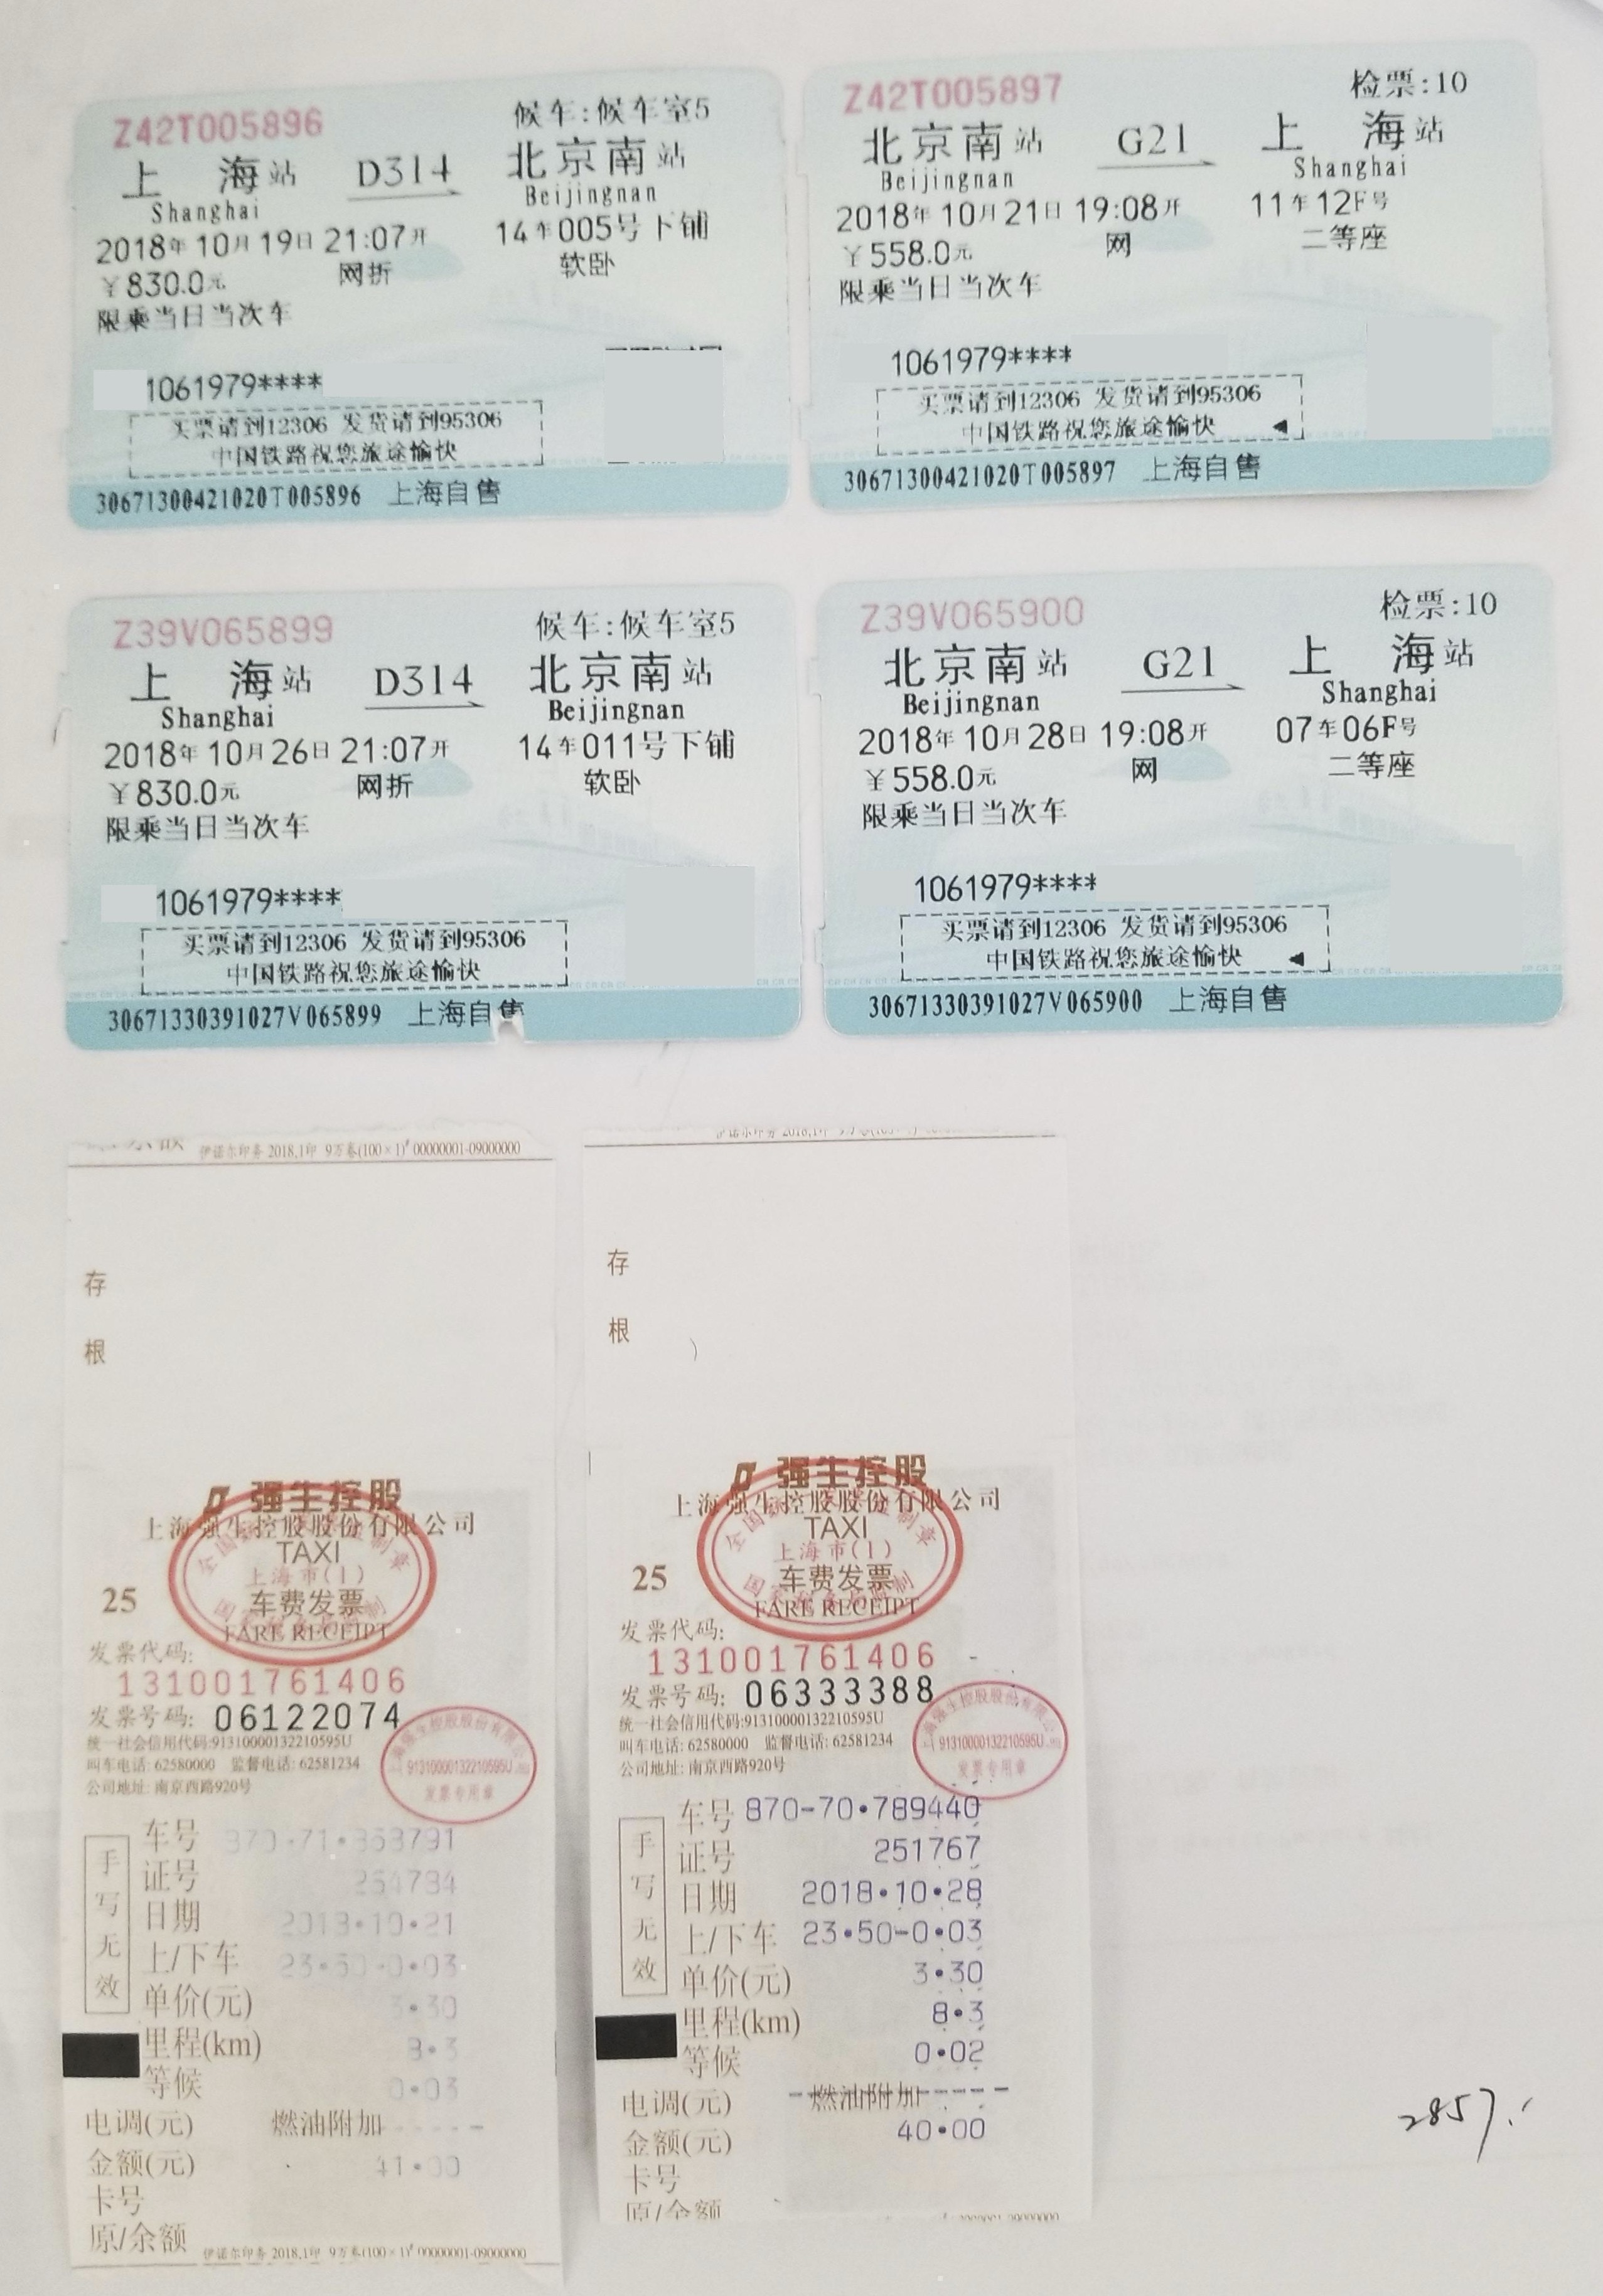 Z42T005896
候车:候车室5
上 海站 D314 北京南站
Shanghai Beijingnan
2018年10月19日21:07开 14车005号下铺
¥830.0元 网折 软卧
限乘当日当次车
1061979****
买票请到12306 发货请到95306
中国铁路祝您旅途愉快
30671300421020T005896 上海自售
Z42T005897
检票:10
北京南站 G21 上 海站
Beijingnan Shanghai
2018年10月21日19:08开 11车12F号
¥558.0元 网 二等座
限乘当日当次车
1061979****
买票请到12306 发货请到95306
中国铁路祝您旅途愉快
30671300421020T005897 上海自售
Z39V065899
候车:候车室5
上 海站 D314 北京南站
Shanghai Beijingnan
2018年10月26日21:07开 14车011号下铺
¥830.0元 网折 软卧
限乘当日当次车
1061979****
买票请到12306 发货请到95306
中国铁路祝您旅途愉快
30671330391027V065899 上海自售
Z39V065900
检票:10
北京南站 G21 上 海站
Beijingnan Shanghai
2018年10月28日19:08开 07车06F号
¥558.0元 网 二等座
限乘当日当次车
1061979****
买票请到12306 发货请到95306
中国铁路祝您旅途愉快
30671330391027V065900 上海自售
伊诺尔印务 2018.1印 9万卷(100×1) 00000001-09000000
存
根
强生控股
上海强生控股股份有限公司
TAXI
上海市(1)
25
车费发票
FARE RECEIPT
发票代码:
131001761406
发票号码: 06122074
统一社会信用代码:91310000132210595U
叫车电话: 62580000 监督电话: 62581234
公司地址: 南京西路920号
91310000132210595U
发票专用章
手写无效
车号
证号
日期 2018·10·21
上/下车 23·50-0·03
单价(元) 3·30
里程(km) 8·3
等候 0·03
电调(元) 燃油附加 ----
金额(元) 41·00
卡号
原/余额
伊诺尔印务 2018.1印 9万卷(100×1) 00000001-09000000
存
根
强生控股
上海强生控股股份有限公司
TAXI
上海市(1)
25
车费发票
FARE RECEIPT
发票代码:
131001761406
发票号码: 06333388
统一社会信用代码:91310000132210595U
叫车电话: 62580000 监督电话: 62581234
公司地址: 南京西路920号
91310000132210595U
发票专用章
手写无效
车号 870-70·789440
证号 251767
日期 2018·10·28
上/下车 23·50-0·03
单价(元) 3·30
里程(km) 8·3
等候 0·02
电调(元) 燃油附加
金额(元) 40·00
卡号
原/余额
2857.